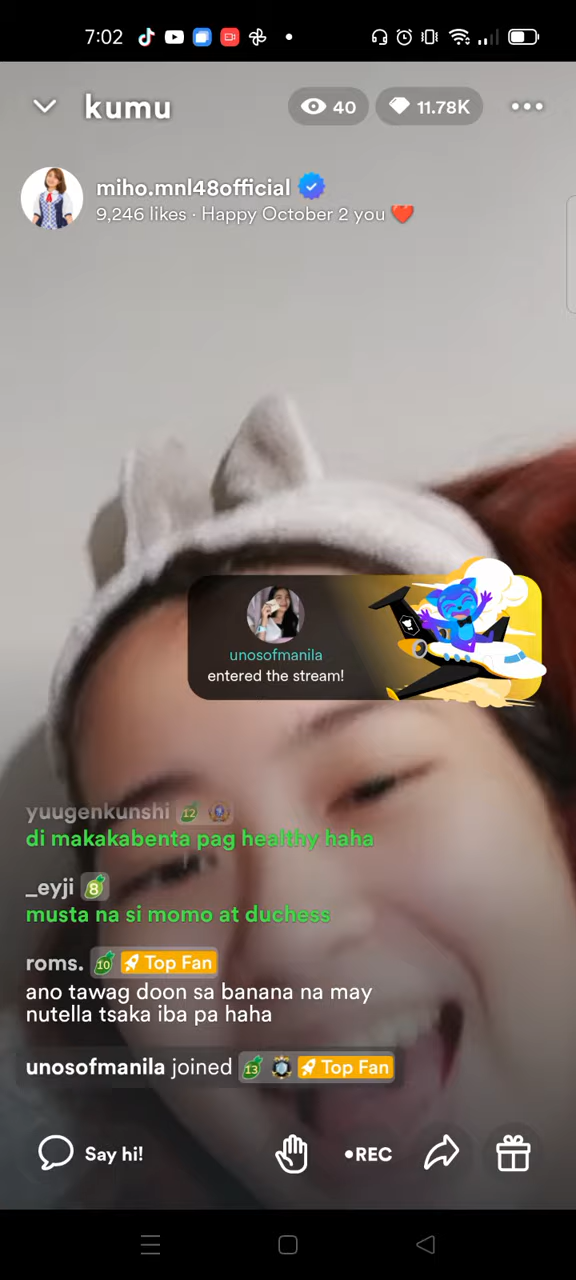 7:02
kumu
40
11.78K
miho.mnl48official
9,246 likes · Happy October 2 you ❤️
unosofmanila
entered the stream!
yuugenkunshi 12
di makakabenta pag healthy haha
_eyji 8
musta na si momo at duchess
roms. 10 Top Fan
ano tawag doon sa banana na may
nutella tsaka iba pa haha
unosofmanila joined 13 Top Fan
Say hi!
•REC